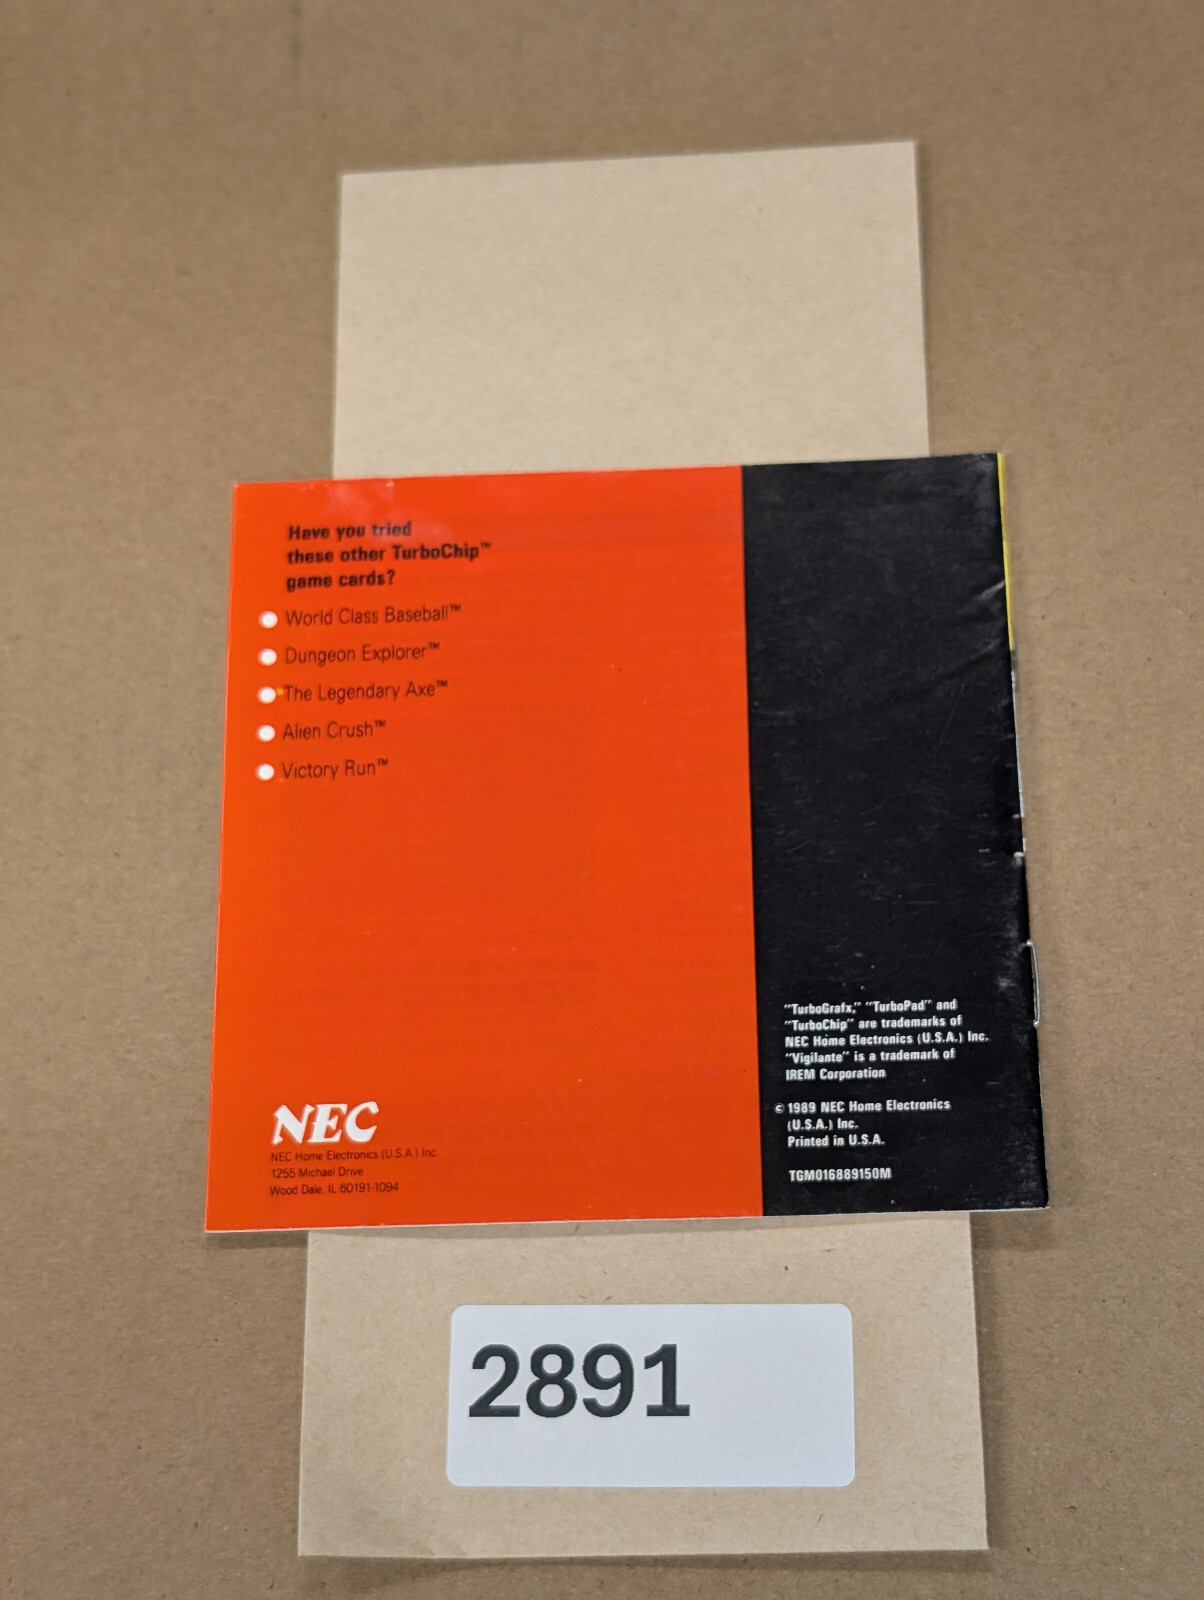 Have you tried
these other TurboChip™
game cards?
World Class Baseball™
Dungeon Explorer™
The Legendary Axe™
Alien Crush™
Victory Run™
NEC
NEC Home Electronics (U.S.A.) Inc.
1255 Michael Drive
Wood Dale, IL 60191-1094
"TurboGrafx," "TurboPad" and
"TurboChip" are trademarks of
NEC Home Electronics (U.S.A.) Inc.
"Vigilante" is a trademark of
IREM Corporation
© 1989 NEC Home Electronics
(U.S.A.) Inc.
Printed in U.S.A.
TGM016889150M
2891